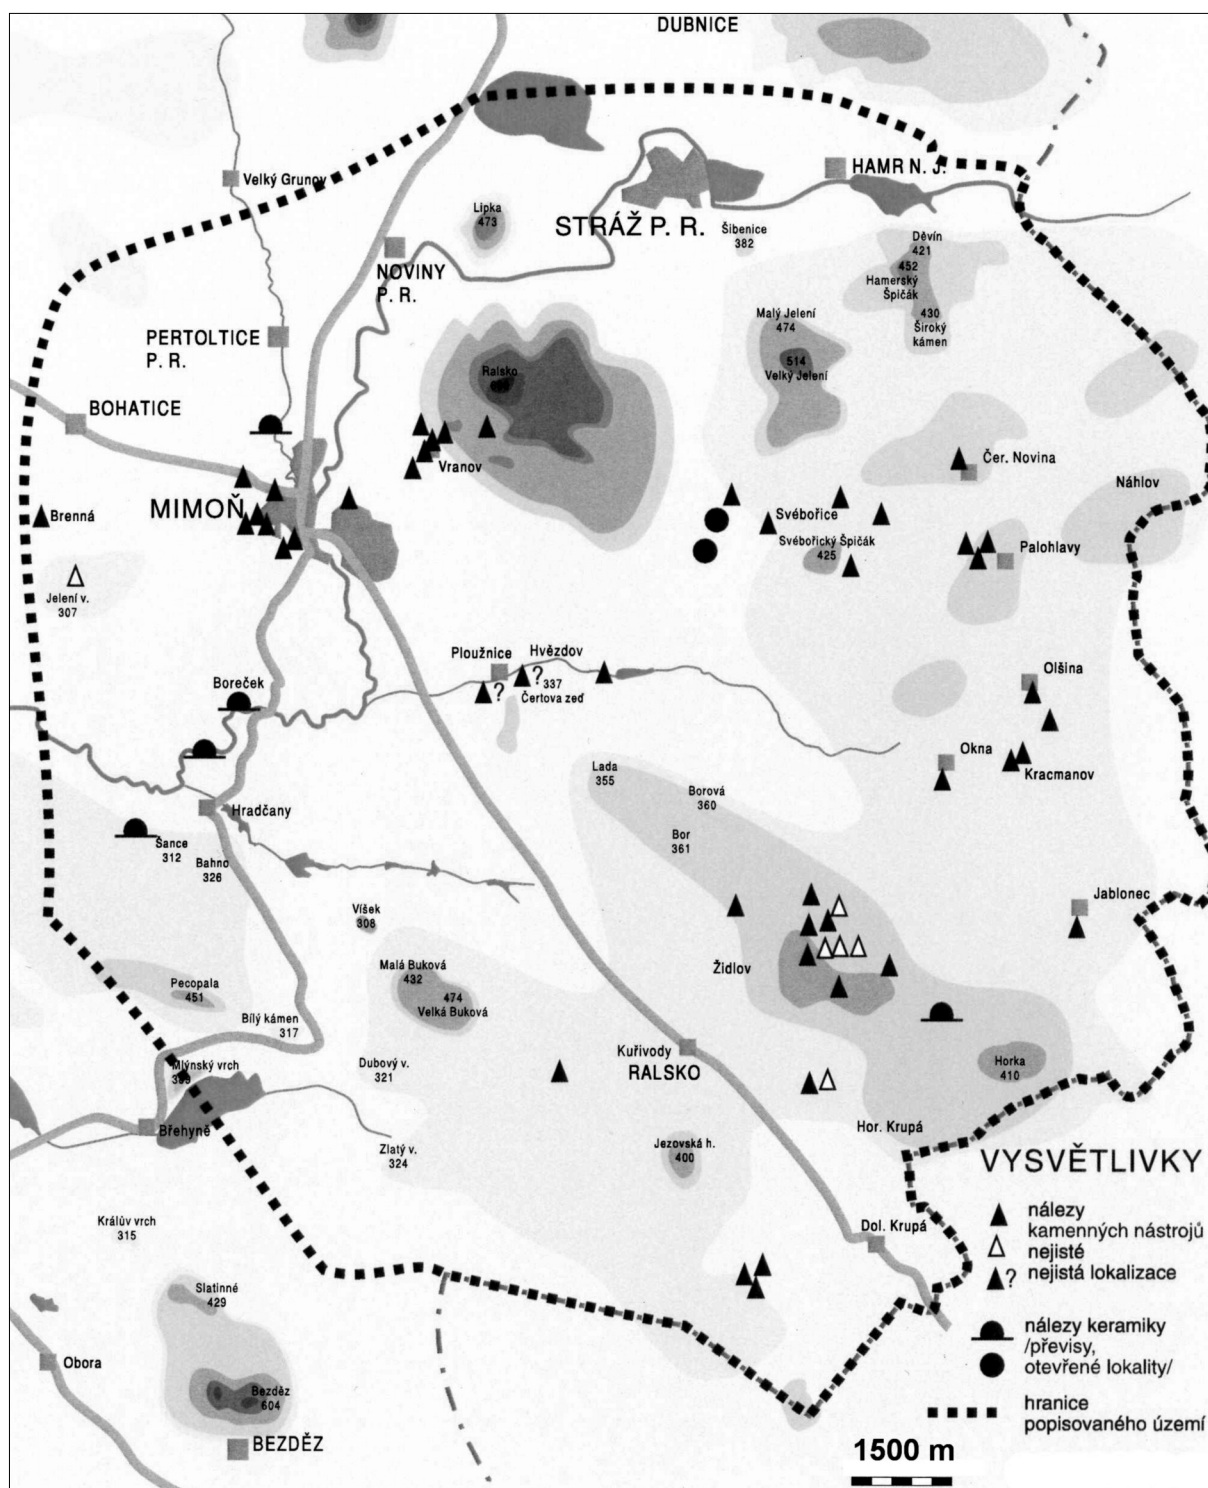 DUBNICE
Velký Grunov
HAMR N. J.
Lipka
473
STRÁŽ P. R.
Šibenice
382
Děvín
421
452
Hamerský
Špičák
430
Široký
kámen
NOVINY
P. R.
PERTOLTICE
P. R.
Malý Jelení
474
514
Velký Jelení
Ralsko
BOHATICE
Vranov
Čer. Novina
Náhlov
MIMOŇ
Brenná
Svébořice
Svébořický Špičák
425
Palohlavy
Jelení v.
307
Ploužnice
Hvězdov
?
?
337
Čertova zeď
Boreček
Olšina
Okna
Kracmanov
Lada
355
Borová
360
Hradčany
Bor
361
Šance
312
Bahno
326
Jablonec
Víšek
308
Malá Buková
432
474
Velká Buková
Židlov
Pecopala
451
Bílý kámen
317
Kuřivody
RALSKO
Mlýnský vrch
389
Dubový v.
321
Horka
410
Břehyně
Zlatý v.
324
Jezovská h.
400
Hor. Krupá
Králův vrch
315
Dol. Krupá
Slatinné
429
Obora
Bezděz
604
BEZDĚZ
VYSVĚTLIVKY
nálezy
kamenných nástrojů
nejisté
? nejistá lokalizace
nálezy keramiky
/převisy,
otevřené lokality/
hranice
popisovaného území
1500 m